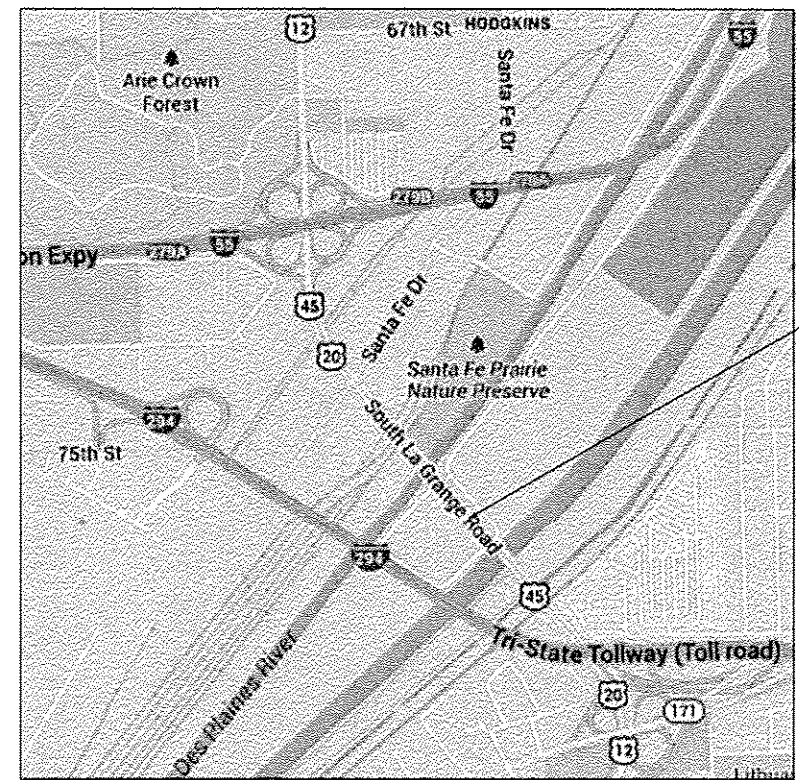 12
67th St
HODGKINS
55
Arie Crown
Forest
Santa Fe Dr
279B
55
on Expy
279A
55
45
20
Santa Fe Dr
Santa Fe Prairie
Nature Preserve
294
75th St
South La Grange Road
294
45
Tri-State Tollway (Toll road)
Des Plaines River
20
171
12